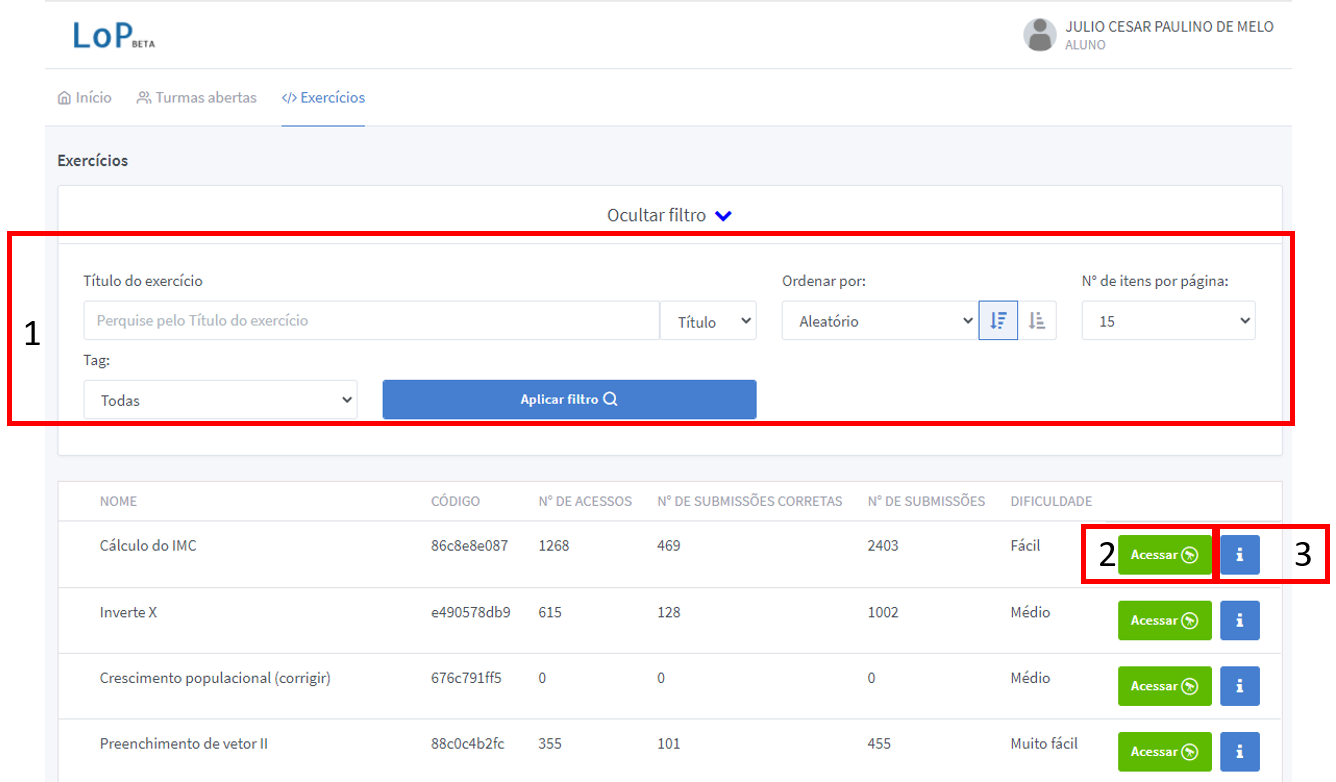 LoP BETA
JULIO CESAR PAULINO DE MELO
ALUNO
Início Turmas abertas </> Exercícios
Exercícios
Ocultar filtro
1
Título do exercício Ordenar por: N° de itens por página:
Perquise pelo Título do exercício Título Aleatório 15
Tag:
Todas Aplicar filtro
NOME CÓDIGO N° DE ACESSOS N° DE SUBMISSÕES CORRETAS N° DE SUBMISSÕES DIFICULDADE
Cálculo do IMC 86c8e8e087 1268 469 2403 Fácil 2 Acessar i 3
Inverte X e490578db9 615 128 1002 Médio Acessar i
Crescimento populacional (corrigir) 676c791ff5 0 0 0 Médio Acessar i
Preenchimento de vetor II 88c0c4b2fc 355 101 455 Muito fácil Acessar i